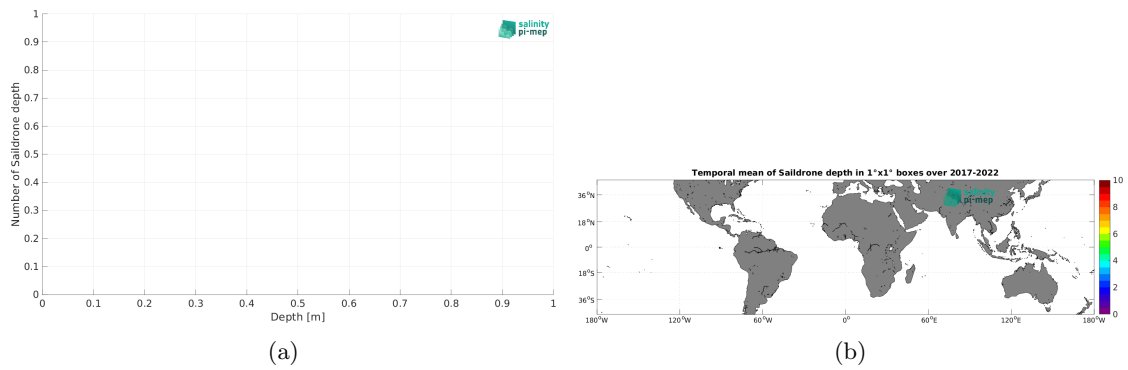 1
0.9
0.8
0.7
0.6
0.5
0.4
0.3
0.2
0.1
0
Number of Saildrone depth
0.1 0.2 0.3 0.4 0.5 0.6 0.7 0.8 0.9 1
Depth [m]
salinity
pi-mep
(a)
Temporal mean of Saildrone depth in 1°x1° boxes over 2017-2022
36°N
18°N
0°
18°S
36°S
180°W 120°W 60°W 0° 60°E 120°E 180°W
salinity
pi-mep
10
8
6
4
2
0
(b)